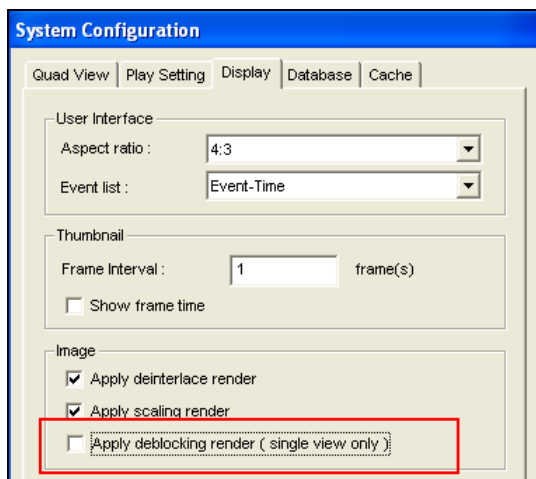 System Configuration
Quad View Play Setting Display Database Cache
User Interface
Aspect ratio : 4:3
Event list : Event-Time
Thumbnail
Frame Interval : 1 frame(s)
Show frame time
Image
Apply deinterlace render
Apply scaling render
Apply deblocking render ( single view only )